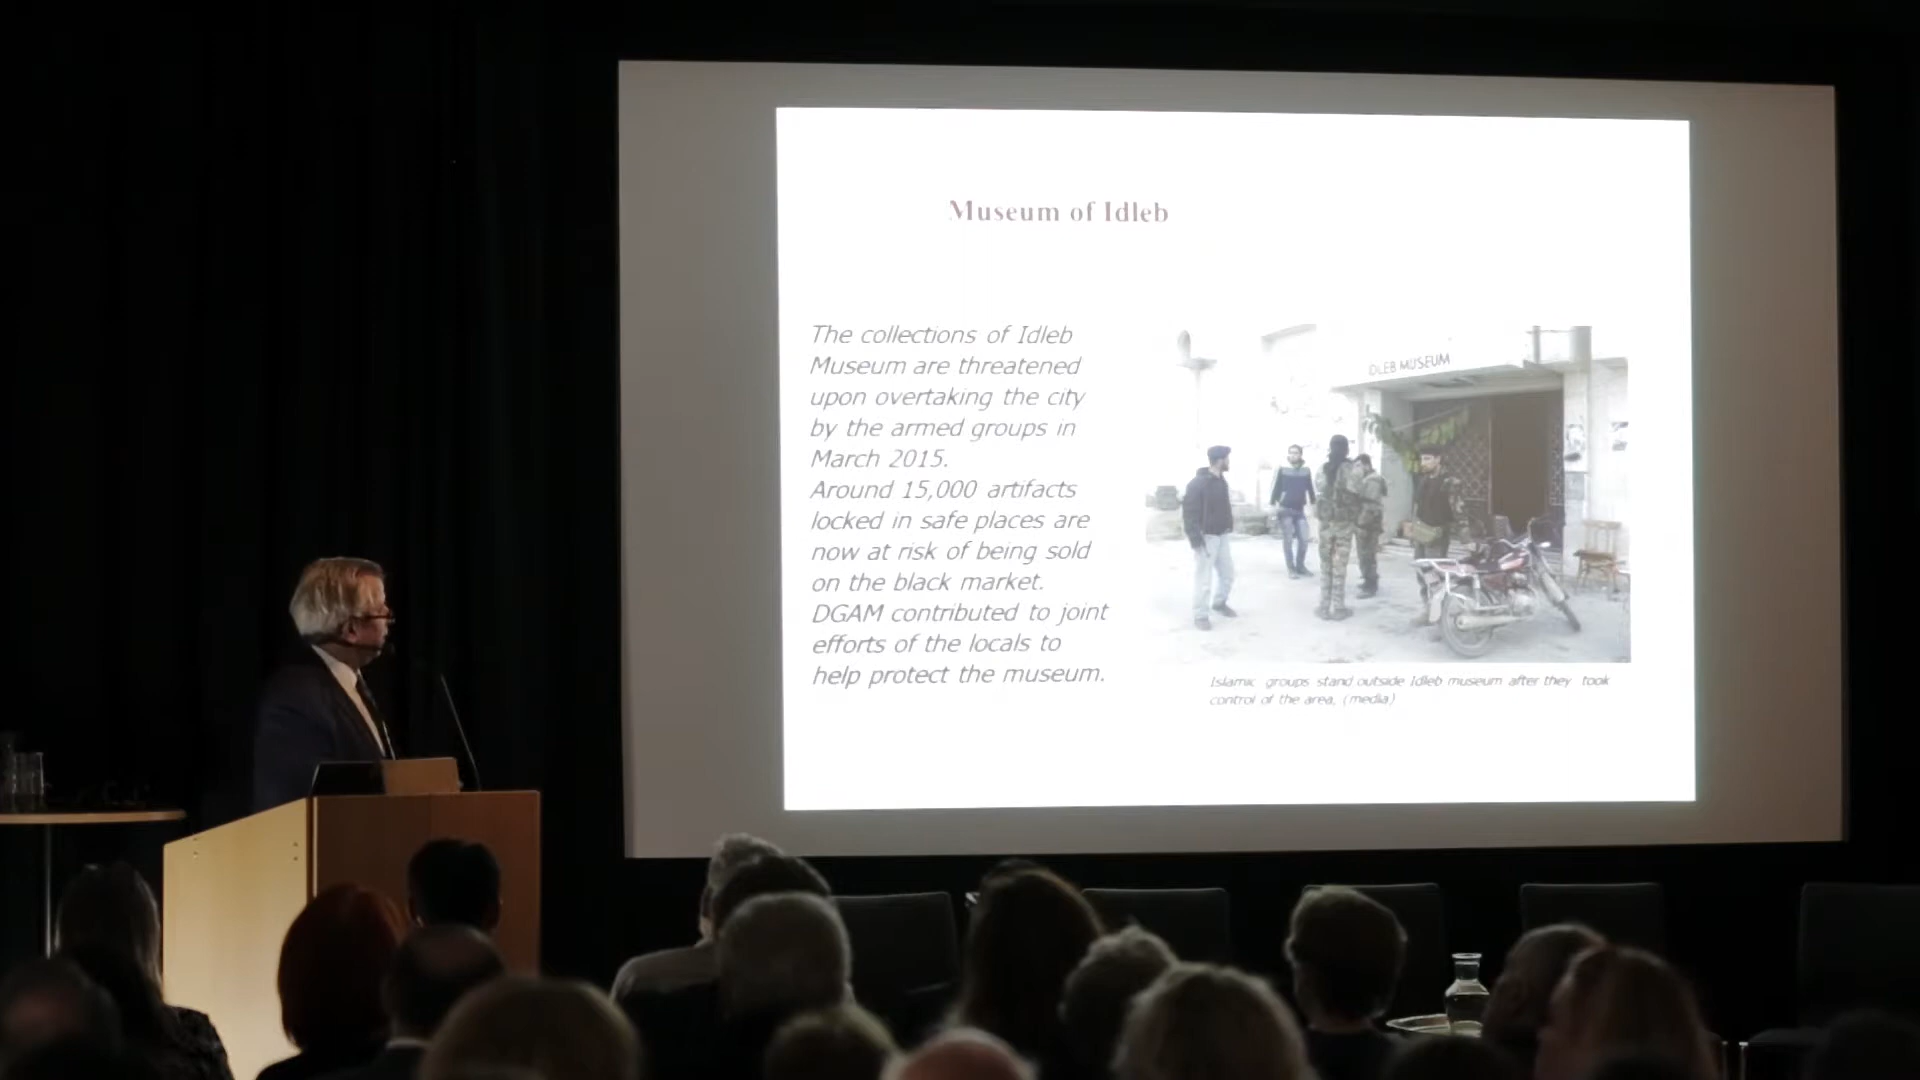 Museum of Idleb
The collections of Idleb
Museum are threatened
upon overtaking the city
by the armed groups in
March 2015.
Around 15,000 artifacts
locked in safe places are
now at risk of being sold
on the black market.
DGAM contributed to joint
efforts of the locals to
help protect the museum.
IDLEB MUSEUM
Islamic groups stand outside Idleb museum after they took
control of the area, (media)